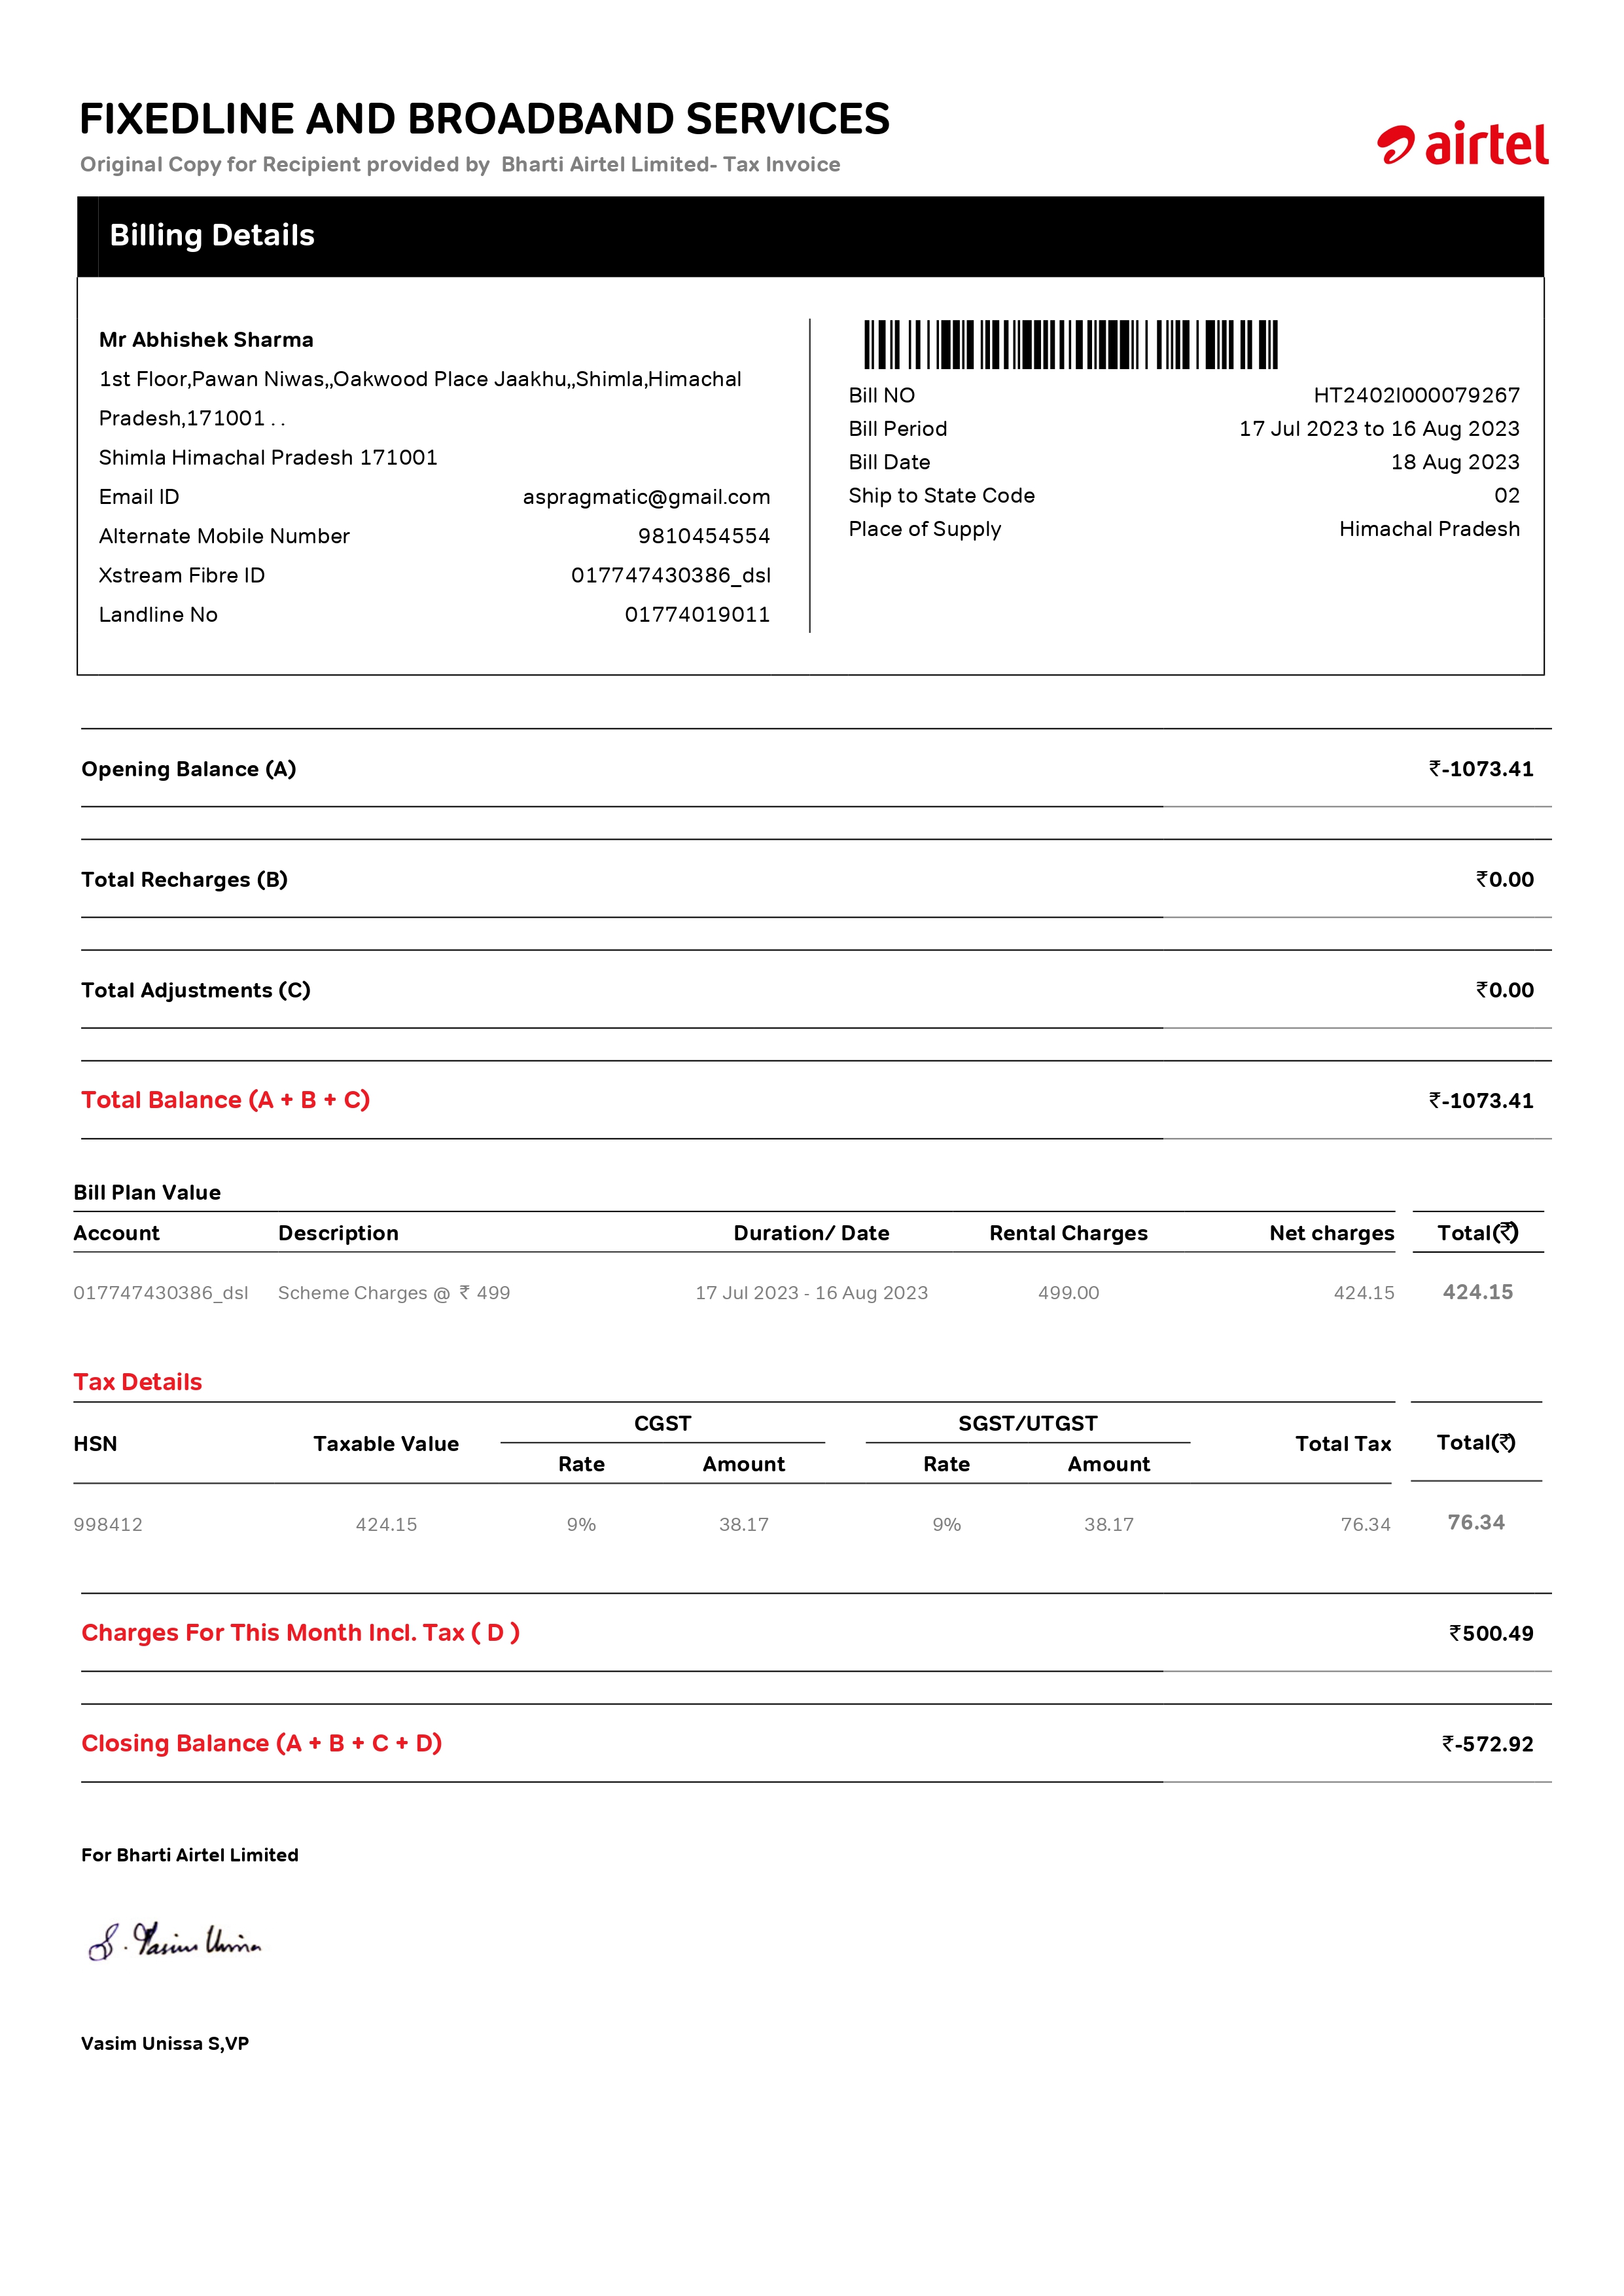 FIXEDLINE AND BROADBAND SERVICES
Original Copy for Recipient provided by Bharti Airtel Limited- Tax Invoice
airtel
Billing Details
Mr Abhishek Sharma
1st Floor,Pawan Niwas,,Oakwood Place Jaakhu,,Shimla,Himachal
Pradesh,171001 . .
Shimla Himachal Pradesh 171001
Email ID aspragmatic@gmail.com
Alternate Mobile Number 9810454554
Xstream Fibre ID 017747430386_dsl
Landline No 01774019011
Bill NO HT2402I000079267
Bill Period 17 Jul 2023 to 16 Aug 2023
Bill Date 18 Aug 2023
Ship to State Code 02
Place of Supply Himachal Pradesh
Opening Balance (A) ₹-1073.41
Total Recharges (B) ₹0.00
Total Adjustments (C) ₹0.00
Total Balance (A + B + C) ₹-1073.41
Bill Plan Value
Account Description Duration/ Date Rental Charges Net charges Total(₹)
017747430386_dsl Scheme Charges @ ₹ 499 17 Jul 2023 - 16 Aug 2023 499.00 424.15 424.15
Tax Details
CGST SGST/UTGST
HSN Taxable Value Total Tax Total(₹)
Rate Amount Rate Amount
998412 424.15 9% 38.17 9% 38.17 76.34 76.34
Charges For This Month Incl. Tax ( D ) ₹500.49
Closing Balance (A + B + C + D) ₹-572.92
For Bharti Airtel Limited
S. Vasim Unissa
Vasim Unissa S,VP